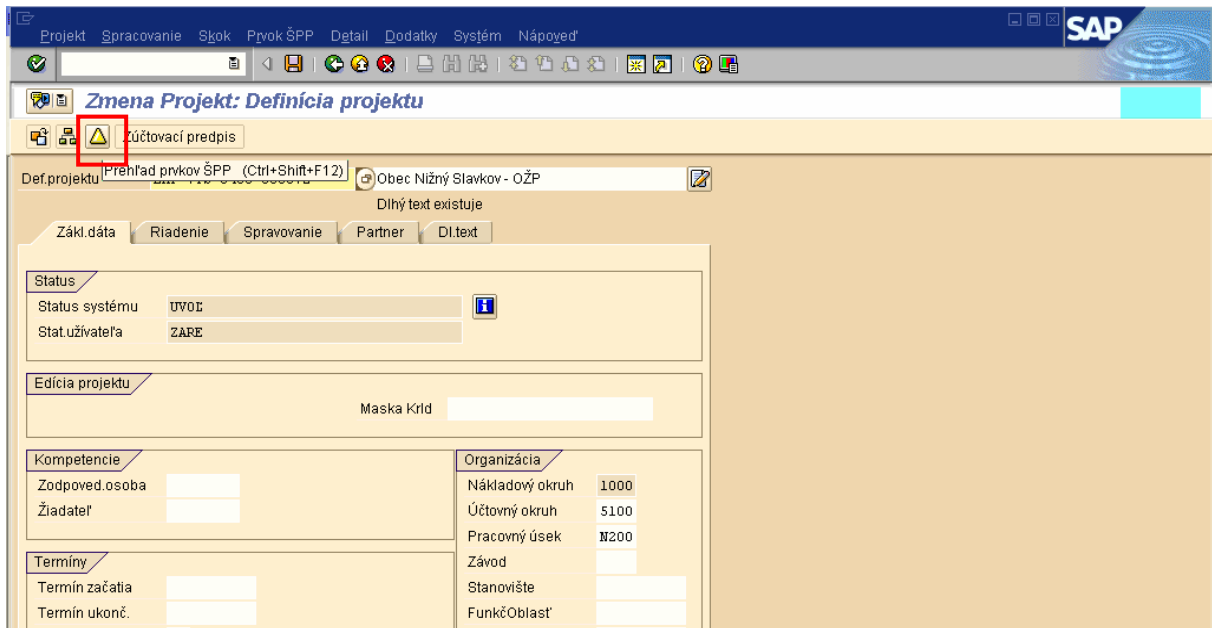 SAP
Projekt Spracovanie Skok Prvok ŠPP Detail Dodatky Systém Nápoveď
Zmena Projekt: Definícia projektu
Zúčtovací predpis
Prehľad prvkov ŠPP (Ctrl+Shift+F12)
Def.projektu Obec Nižný Slavkov - OŽP
Dlhý text existuje
Zákl.dáta Riadenie Spravovanie Partner Dl.text
Status
Status systému UVOĽ
Stat.užívateľa ZARE
Edícia projektu
Maska KrId
Kompetencie
Zodpoved.osoba
Žiadateľ
Organizácia
Nákladový okruh 1000
Účtovný okruh 5100
Pracovný úsek N200
Závod
Stanovište
FunkčOblasť
Termíny
Termín začatia
Termín ukonč.